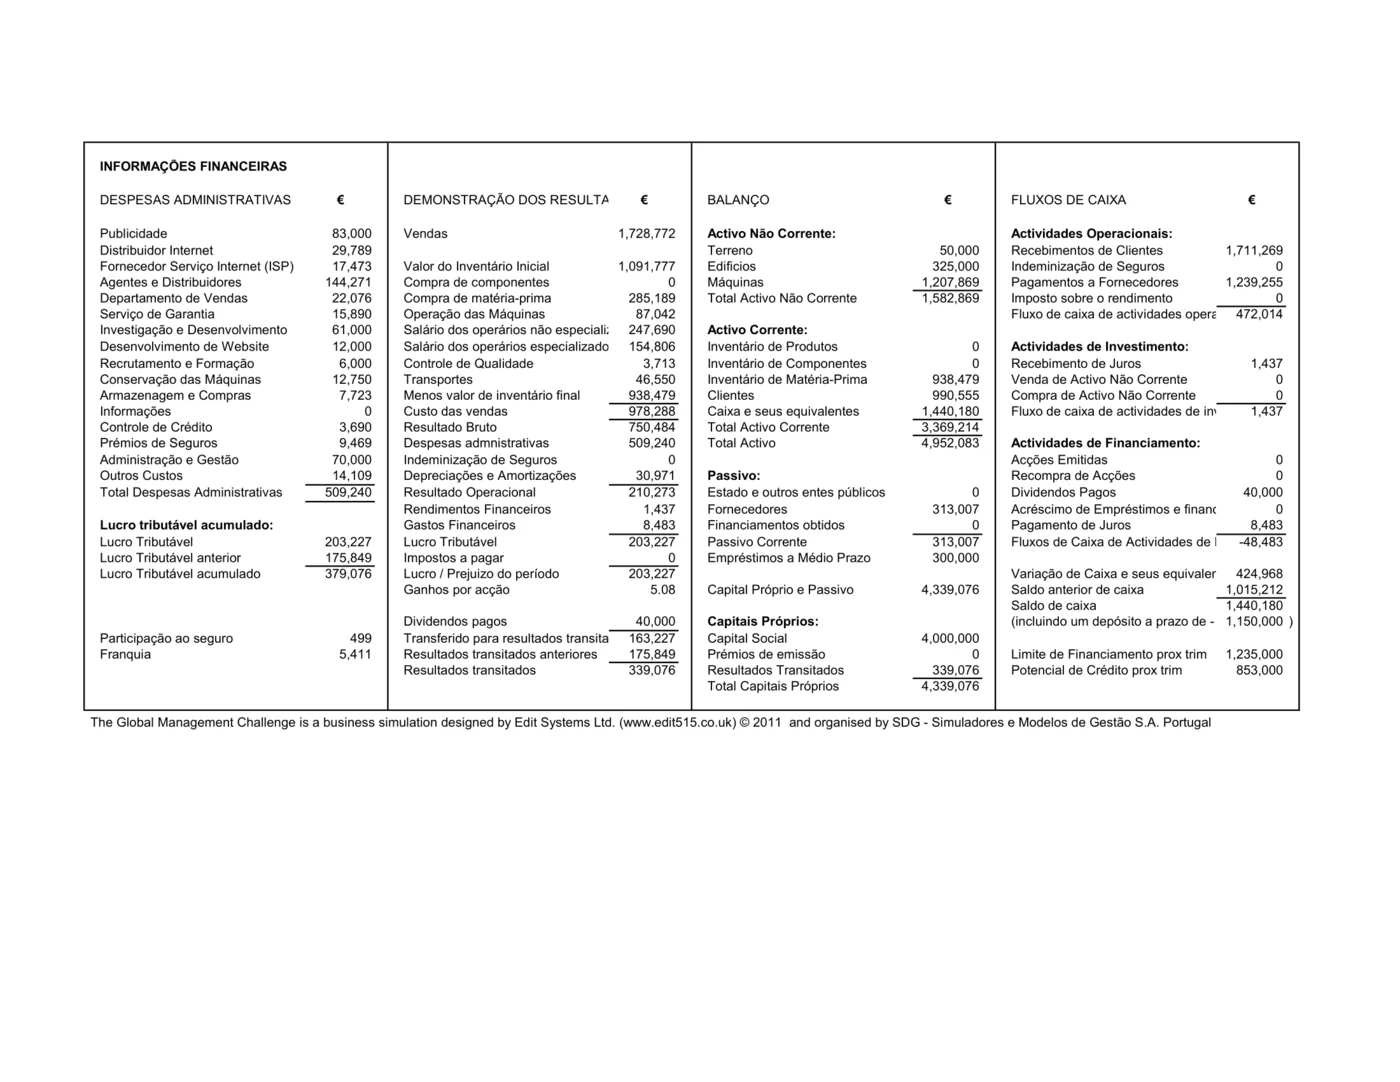 INFORMAÇÕES FINANCEIRAS
DESPESAS ADMINISTRATIVAS €
Publicidade 83,000
Distribuidor Internet 29,789
Fornecedor Serviço Internet (ISP) 17,473
Agentes e Distribuidores 144,271
Departamento de Vendas 22,076
Serviço de Garantia 15,890
Investigação e Desenvolvimento 61,000
Desenvolvimento de Website 12,000
Recrutamento e Formação 6,000
Conservação das Máquinas 12,750
Armazenagem e Compras 7,723
Informações 0
Controle de Crédito 3,690
Prémios de Seguros 9,469
Administração e Gestão 70,000
Outros Custos 14,109
Total Despesas Administrativas 509,240
Lucro tributável acumulado:
Lucro Tributável 203,227
Lucro Tributável anterior 175,849
Lucro Tributável acumulado 379,076
Participação ao seguro 499
Franquia 5,411
DEMONSTRAÇÃO DOS RESULTA €
Vendas 1,728,772
Valor do Inventário Inicial 1,091,777
Compra de componentes 0
Compra de matéria-prima 285,189
Operação das Máquinas 87,042
Salário dos operários não especializ 247,690
Salário dos operários especializado 154,806
Controle de Qualidade 3,713
Transportes 46,550
Menos valor de inventário final 938,479
Custo das vendas 978,288
Resultado Bruto 750,484
Despesas admnistrativas 509,240
Indeminização de Seguros 0
Depreciações e Amortizações 30,971
Resultado Operacional 210,273
Rendimentos Financeiros 1,437
Gastos Financeiros 8,483
Lucro Tributável 203,227
Impostos a pagar 0
Lucro / Prejuizo do período 203,227
Ganhos por acção 5.08
Dividendos pagos 40,000
Transferido para resultados transita 163,227
Resultados transitados anteriores 175,849
Resultados transitados 339,076
BALANÇO €
Activo Não Corrente:
Terreno 50,000
Edificios 325,000
Máquinas 1,207,869
Total Activo Não Corrente 1,582,869
Activo Corrente:
Inventário de Produtos 0
Inventário de Componentes 0
Inventário de Matéria-Prima 938,479
Clientes 990,555
Caixa e seus equivalentes 1,440,180
Total Activo Corrente 3,369,214
Total Activo 4,952,083
Passivo:
Estado e outros entes públicos 0
Fornecedores 313,007
Financiamentos obtidos 0
Passivo Corrente 313,007
Empréstimos a Médio Prazo 300,000
Capital Próprio e Passivo 4,339,076
Capitais Próprios:
Capital Social 4,000,000
Prémios de emissão 0
Resultados Transitados 339,076
Total Capitais Próprios 4,339,076
FLUXOS DE CAIXA €
Actividades Operacionais:
Recebimentos de Clientes 1,711,269
Indeminização de Seguros 0
Pagamentos a Fornecedores 1,239,255
Imposto sobre o rendimento 0
Fluxo de caixa de actividades opera 472,014
Actividades de Investimento:
Recebimento de Juros 1,437
Venda de Activo Não Corrente 0
Compra de Activo Não Corrente 0
Fluxo de caixa de actividades de inv 1,437
Actividades de Financiamento:
Acções Emitidas 0
Recompra de Acções 0
Dividendos Pagos 40,000
Acréscimo de Empréstimos e financ 0
Pagamento de Juros 8,483
Fluxos de Caixa de Actividades de -48,483
Variação de Caixa e seus equivaler 424,968
Saldo anterior de caixa 1,015,212
Saldo de caixa 1,440,180
(incluindo um depósito a prazo de - 1,150,000 )
Limite de Financiamento prox trim 1,235,000
Potencial de Crédito prox trim 853,000
The Global Management Challenge is a business simulation designed by Edit Systems Ltd. (www.edit515.co.uk) © 2011 and organised by SDG - Simuladores e Modelos de Gestão S.A. Portugal